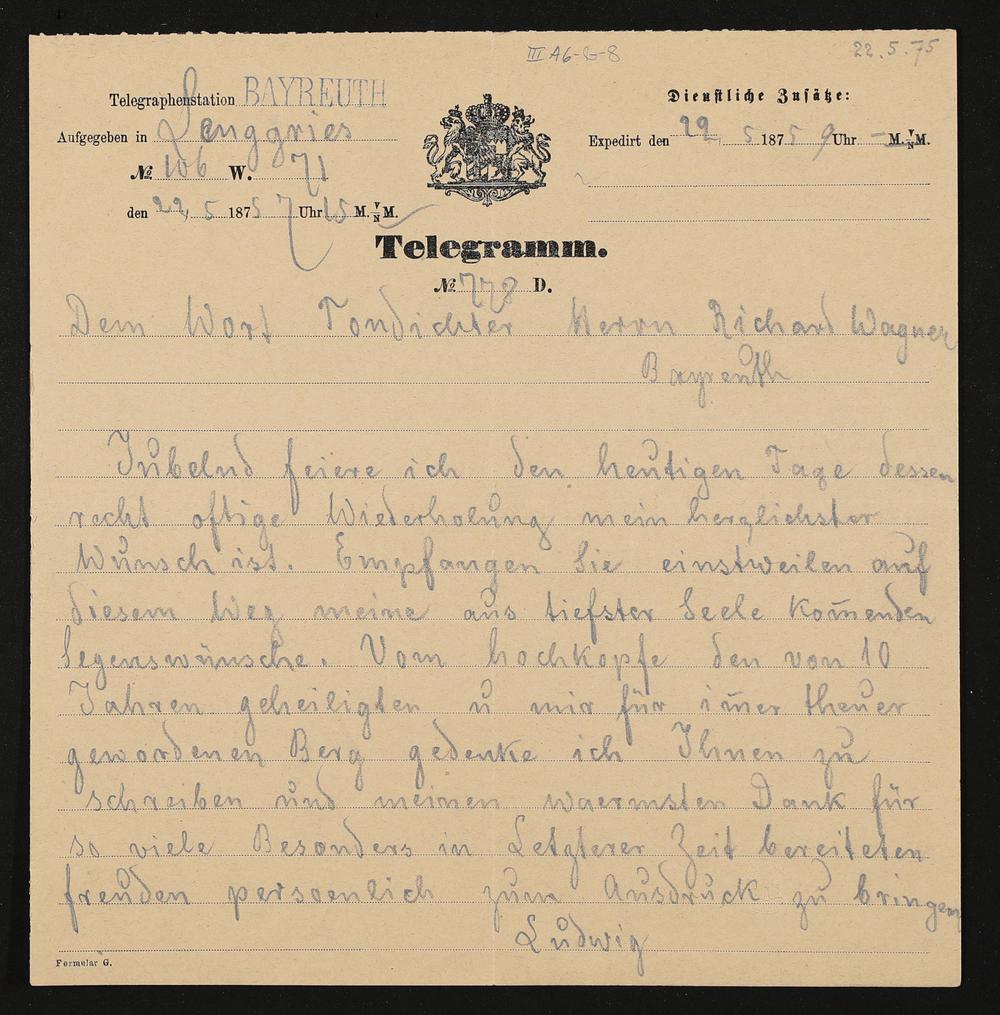 III A6-8-8
22.5.75
Telegraphenstation BAYREUTH
Dienstliche Zusätze:
Aufgegeben in Lenggries
Expedirt den 22. 5 1875 9 Uhr – M. V/N M.
№ 106 W. 71
den 22, 5 1875 7 Uhr 15 M. V/N M.
Telegramm.
№ 778 D.
Dem Wort Tondichter Herrn Richard Wagner
Bayreuth
Jubelnd feiere ich den heutigen Tage dessen
recht oftige Wiederholung mein herzlichster
Wunsch ist. Empfangen Sie einstweilen auf
diesem Weg meine aus tiefster Seele kom̄enden
Segenswünsche. Vom hochkopfe den von 10
Jahren geheiligten u mir für im̄er theuer
gewordenen Berg gedenke ich Ihnen zu
schreiben und meinen waermsten Dank für
so viele Besonders in Letzterer Zeit bereiteten
freuden persoenlich zum Ausdruck zu bringen
Ludwig
Formular G.